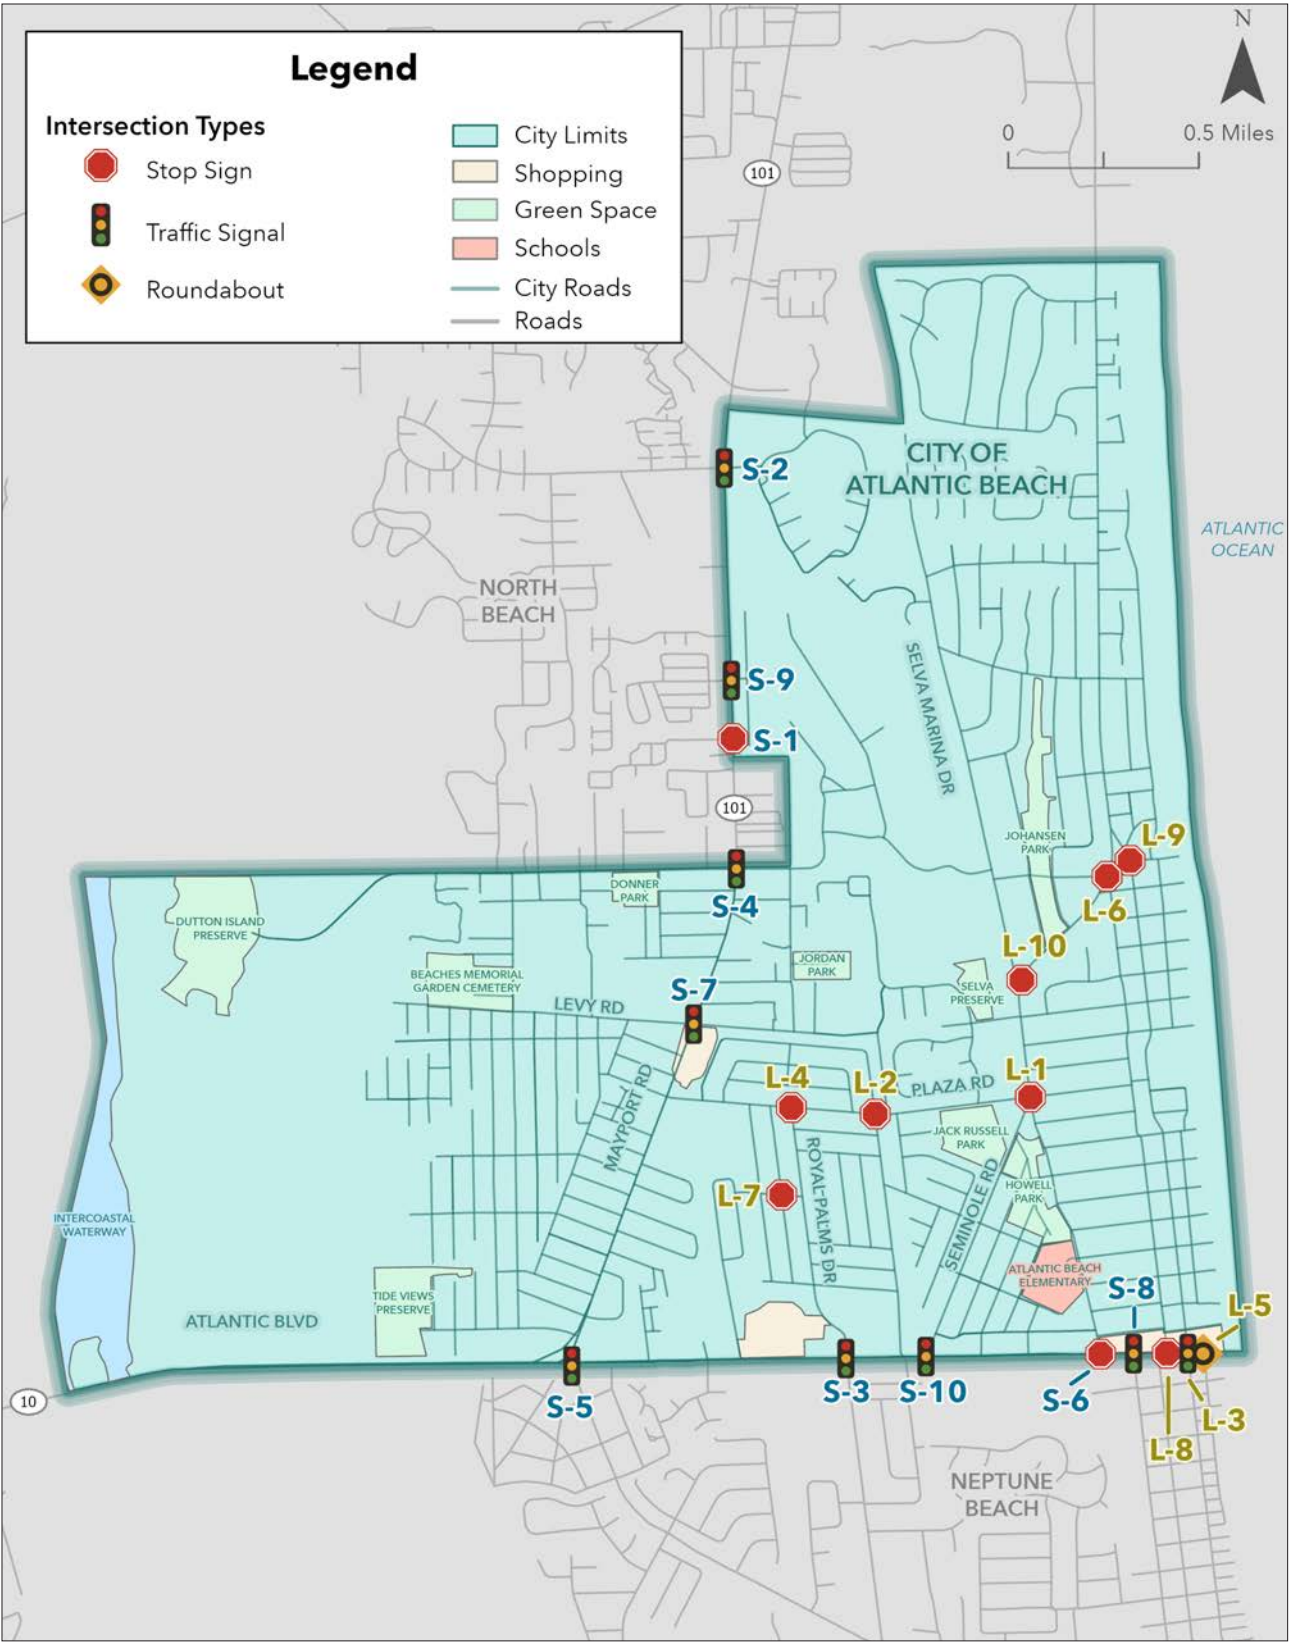 N
0 0.5 Miles
Legend
Intersection Types
Stop Sign
Traffic Signal
Roundabout
City Limits
Shopping
Green Space
Schools
City Roads
Roads
101
CITY OF
ATLANTIC BEACH
S-2
ATLANTIC
OCEAN
NORTH
BEACH
S-9
SELVA MARINA DR
S-1
101
JOHANSEN
PARK
L-9
L-6
DONNER
PARK
S-4
DUTTON ISLAND
PRESERVE
L-10
JORDAN
PARK
BEACHES MEMORIAL
GARDEN CEMETERY
S-7
SELVA
PRESERVE
LEVY RD
L-4
L-2
PLAZA RD
L-1
MAYPORT RD
JACK RUSSELL
PARK
ROYAL PALMS DR
L-7
SEMINOLE RD
HOWELL
PARK
INTERCOASTAL
WATERWAY
ATLANTIC BEACH
ELEMENTARY
TIDE VIEWS
PRESERVE
S-8
L-5
ATLANTIC BLVD
10
S-5
S-3
S-10
S-6
L-3
L-8
NEPTUNE
BEACH